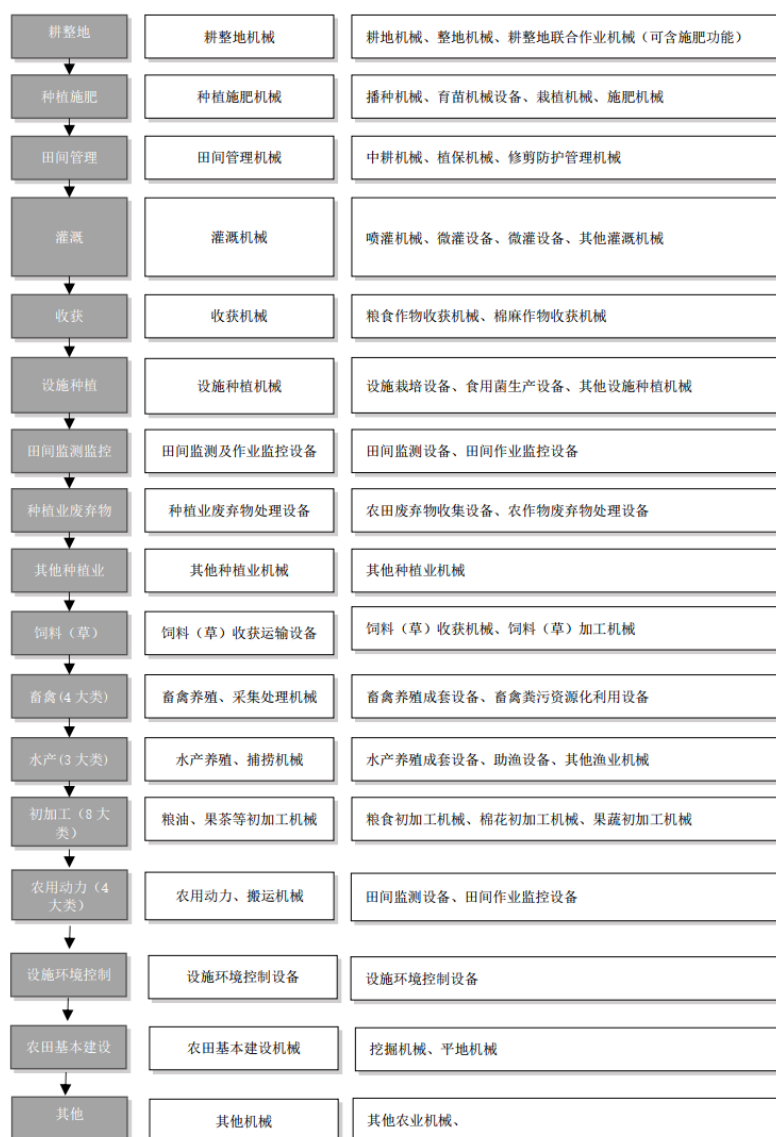 耕整地
耕整地机械
耕地机械、整地机械、耕整地联合作业机械（可含施肥功能）
种植施肥
种植施肥机械
播种机械、育苗机械设备、栽植机械、施肥机械
田间管理
田间管理机械
中耕机械、植保机械、修剪防护管理机械
灌溉
灌溉机械
喷灌机械、微灌设备、微灌设备、其他灌溉机械
收获
收获机械
粮食作物收获机械、棉麻作物收获机械
设施种植
设施种植机械
设施栽培设备、食用菌生产设备、其他设施种植机械
田间监测监控
田间监测及作业监控设备
田间监测设备、田间作业监控设备
种植业废弃物
种植业废弃物处理设备
农田废弃物收集设备、农作物废弃物处理设备
其他种植业
其他种植业机械
其他种植业机械
饲料（草）
饲料（草）收获运输设备
饲料（草）收获机械、饲料（草）加工机械
畜禽(4 大类)
畜禽养殖、采集处理机械
畜禽养殖成套设备、畜禽粪污资源化利用设备
水产(3 大类)
水产养殖、捕捞机械
水产养殖成套设备、助渔设备、其他渔业机械
初加工（8 大
类）
粮油、果茶等初加工机械
粮食初加工机械、棉花初加工机械、果蔬初加工机械
农用动力（4
大类）
农用动力、搬运机械
田间监测设备、田间作业监控设备
设施环境控制
设施环境控制设备
设施环境控制设备
农田基本建设
农田基本建设机械
挖掘机械、平地机械
其他
其他机械
其他农业机械、